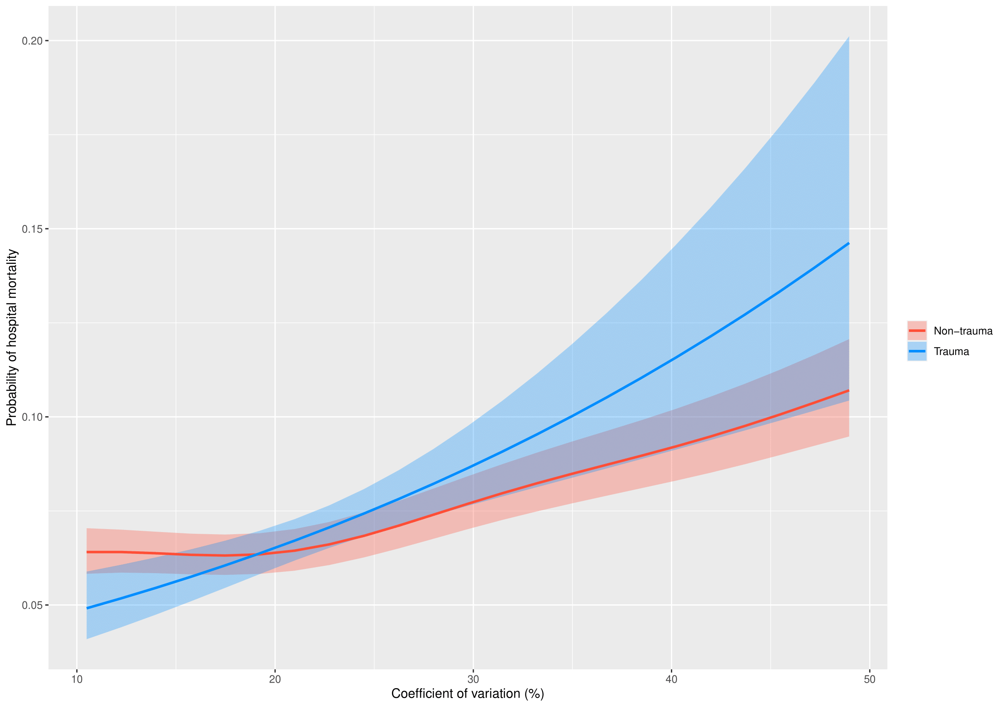 Probability of hospital mortality
0.20
0.15
0.10
0.05
10 20 30 40 50
Coefficient of variation (%)
Non−trauma
Trauma